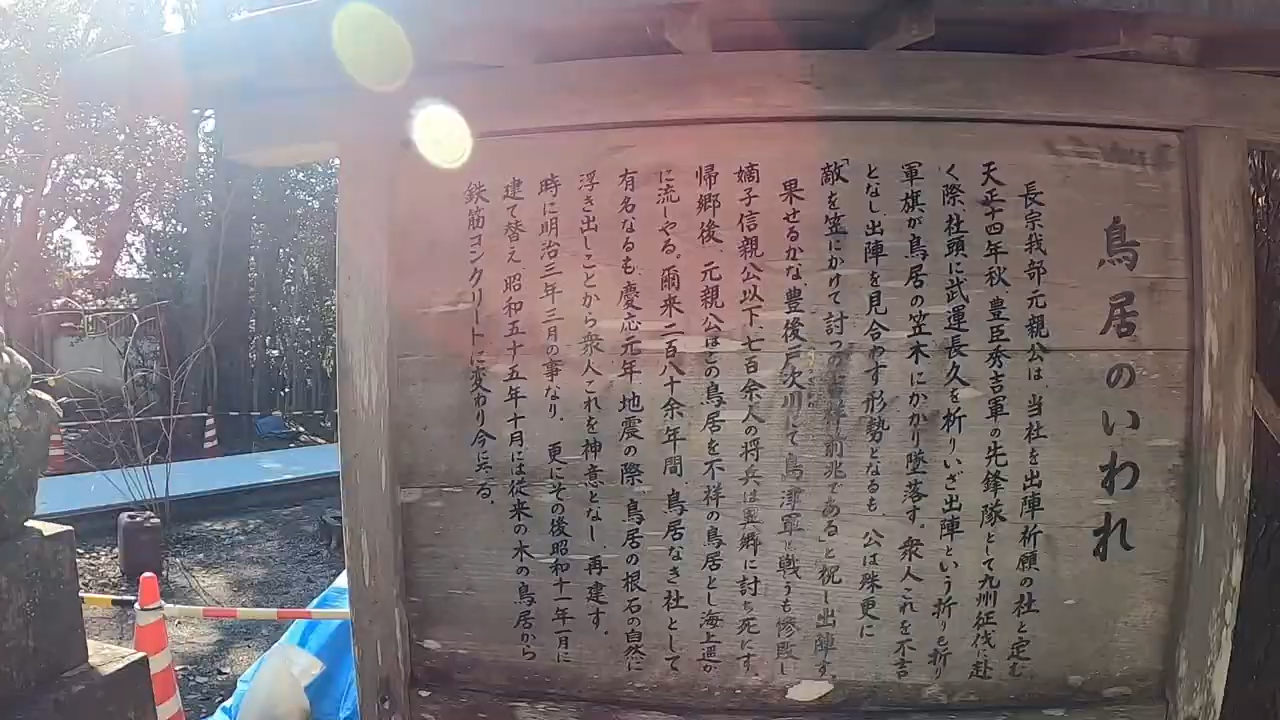 鳥居のいわれ
長宗我部元親公は、当社を出陣祈願の社と定む
天正十四年秋、豊臣秀吉軍の先鋒隊として九州征伐に赴
く際、社頭に武運長久を祈りいざ出陣という折も折り
軍旗が鳥居の笠木にかかり墜落す。衆人これを不吉
となし出陣を見合わす形勢となるも、公は殊更に
「敵を笠にかけて討つの吉祥前兆である」と祝し出陣す。
果せるかな、豊後戸次川にて島津軍と戦うも惨敗し
嫡子信親公以下、七百余人の将兵は異郷に討ち死にす。
帰郷後、元親公はこの鳥居を不祥の鳥居とし海上遥か
に流しやる。爾来二百八十余年間、鳥居なき社として
有名なるも、慶応元年地震の際、鳥居の根石の自然に
浮き出しことから衆人これを神意となし、再建す。
時に明治三年三月の事なり。更にその後昭和十一年一月に
建て替え、昭和五十五年十月には従来の木の鳥居から
鉄筋コンクリートに変わり今に至る。